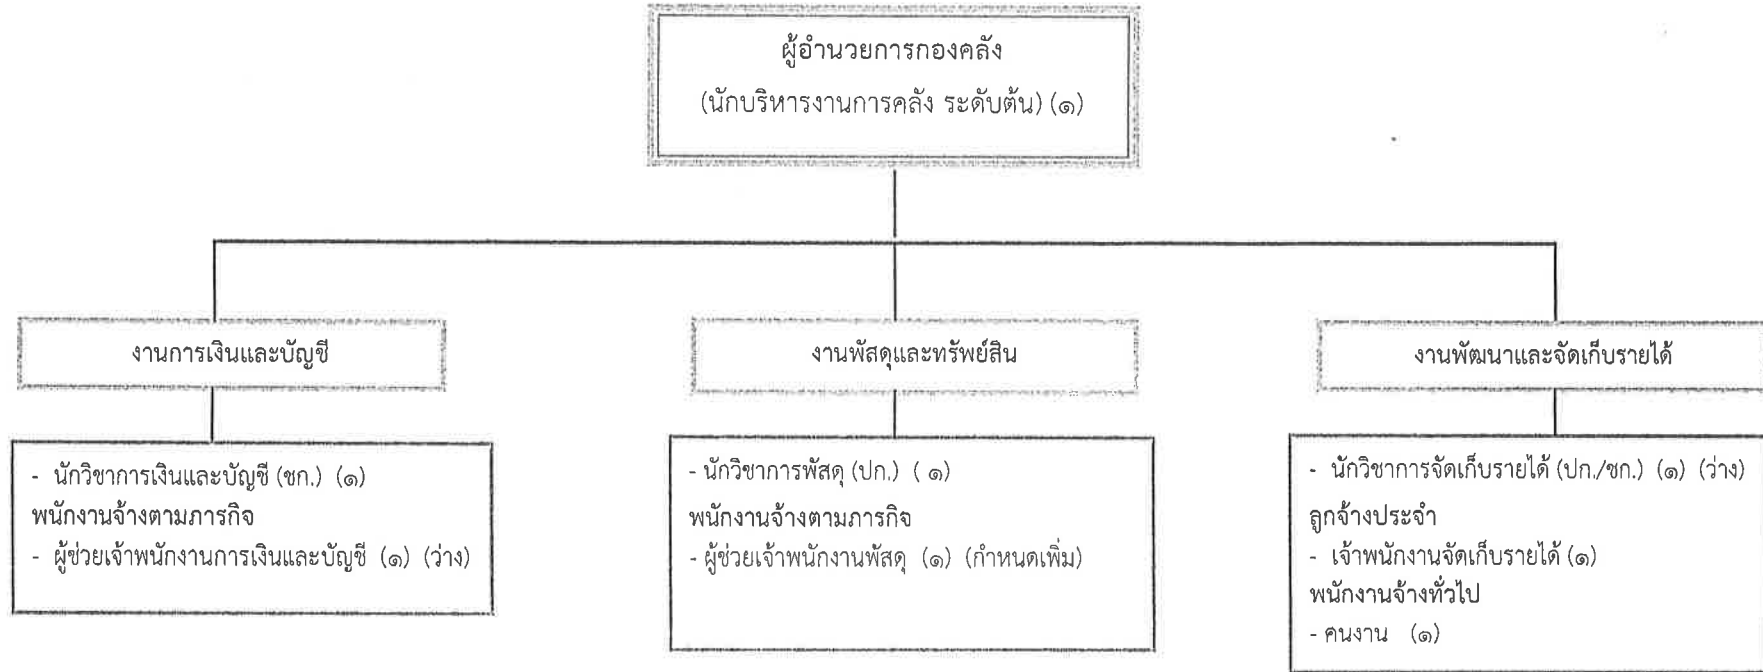 ผู้อำนวยการกองคลัง
(นักบริหารงานการคลัง ระดับต้น) (๑)
งานการเงินและบัญชี
- นักวิชาการเงินและบัญชี (ชก.) (๑)
พนักงานจ้างตามภารกิจ
- ผู้ช่วยเจ้าพนักงานการเงินและบัญชี (๑) (ว่าง)
งานพัสดุและทรัพย์สิน
- นักวิชาการพัสดุ (ปก.) ( ๑)
พนักงานจ้างตามภารกิจ
- ผู้ช่วยเจ้าพนักงานพัสดุ (๑) (กำหนดเพิ่ม)
งานพัฒนาและจัดเก็บรายได้
- นักวิชาการจัดเก็บรายได้ (ปก./ชก.) (๑) (ว่าง)
ลูกจ้างประจำ
- เจ้าพนักงานจัดเก็บรายได้ (๑)
พนักงานจ้างทั่วไป
- คนงาน (๑)